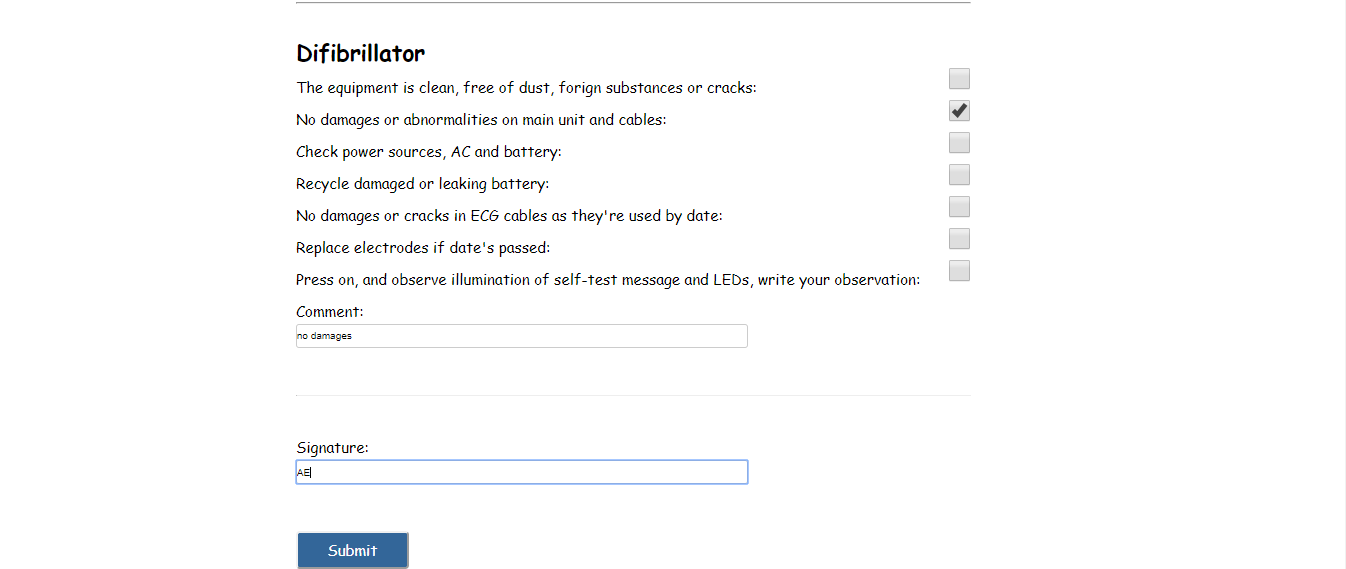 Difibrillator
The equipment is clean, free of dust, forign substances or cracks:
No damages or abnormalities on main unit and cables:
Check power sources, AC and battery:
Recycle damaged or leaking battery:
No damages or cracks in ECG cables as they're used by date:
Replace electrodes if date's passed:
Press on, and observe illumination of self-test message and LEDs, write your observation:
Comment:
no damages
Signature:
AE
Submit